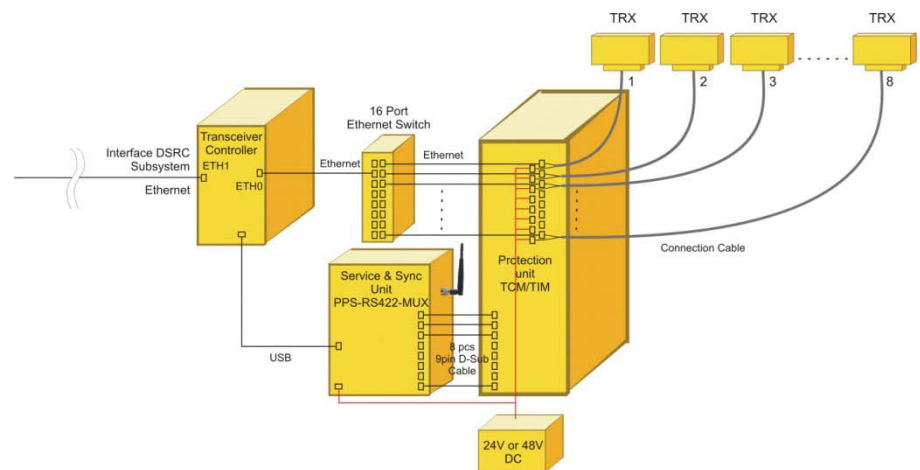 TRX
TRX
TRX
TRX
1
2
3
8
16 Port
Ethernet Switch
Transceiver
Controller
Interface DSRC
Subsystem
ETH1
Ethernet
ETH0
Ethernet
Ethernet
Connection Cable
Protection
unit
TCM/TIM
Service & Sync
Unit
PPS-RS422-MUX
USB
8 pcs
9pin D-Sub
Cable
24V or 48V
DC